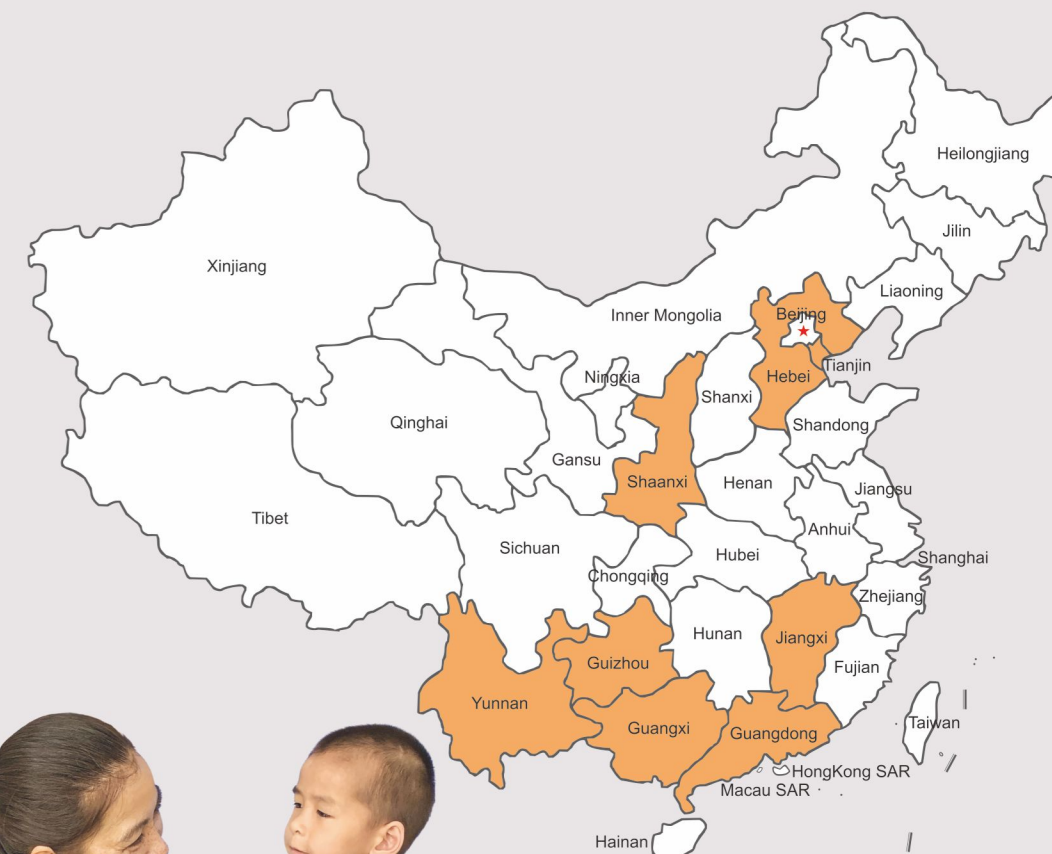 Heilongjiang
Jilin
Xinjiang
Liaoning
Inner Mongolia
Beijing
Tianjin
Ningxia
Hebei
Shanxi
Qinghai
Shandong
Gansu
Shaanxi
Henan
Jiangsu
Tibet
Anhui
Sichuan
Hubei
Shanghai
Chongqing
Zhejiang
Hunan
Jiangxi
Guizhou
Fujian
Yunnan
Guangxi
Guangdong
Taiwan
HongKong SAR
Macau SAR
Hainan